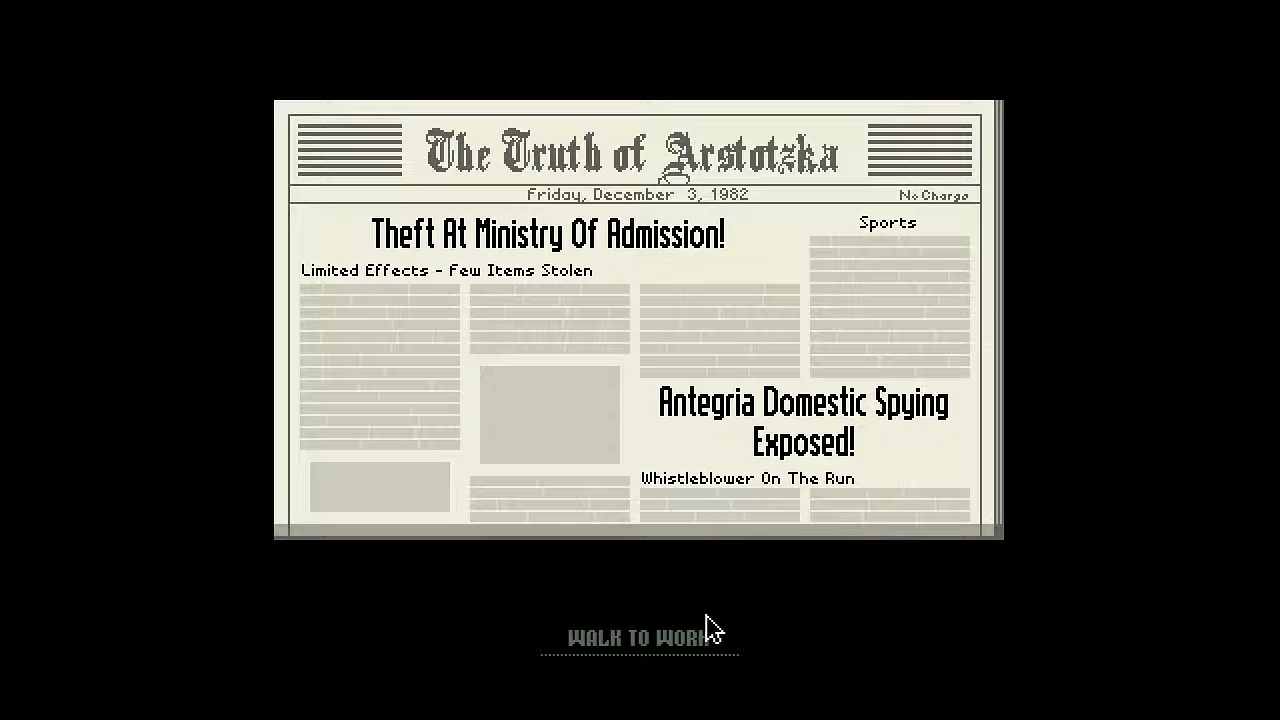 The Truth of Arstotzka
Friday, December 3, 1982
No Charge
Theft At Ministry Of Admission!
Limited Effects - Few Items Stolen
Sports
Antegria Domestic Spying
Exposed!
Whistleblower On The Run
WALK TO WORK